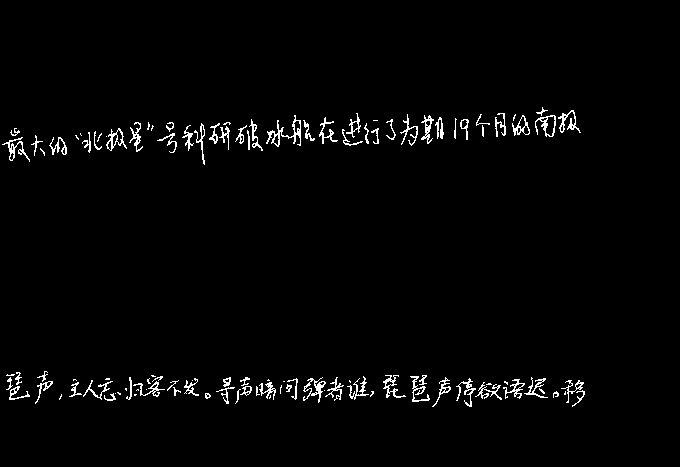 最大的“北极星”号科研破冰船在进行了为期19个月的南极
琶声,主人忘归客不发。寻声暗问弹者谁,琵琶声停欲语迟。移